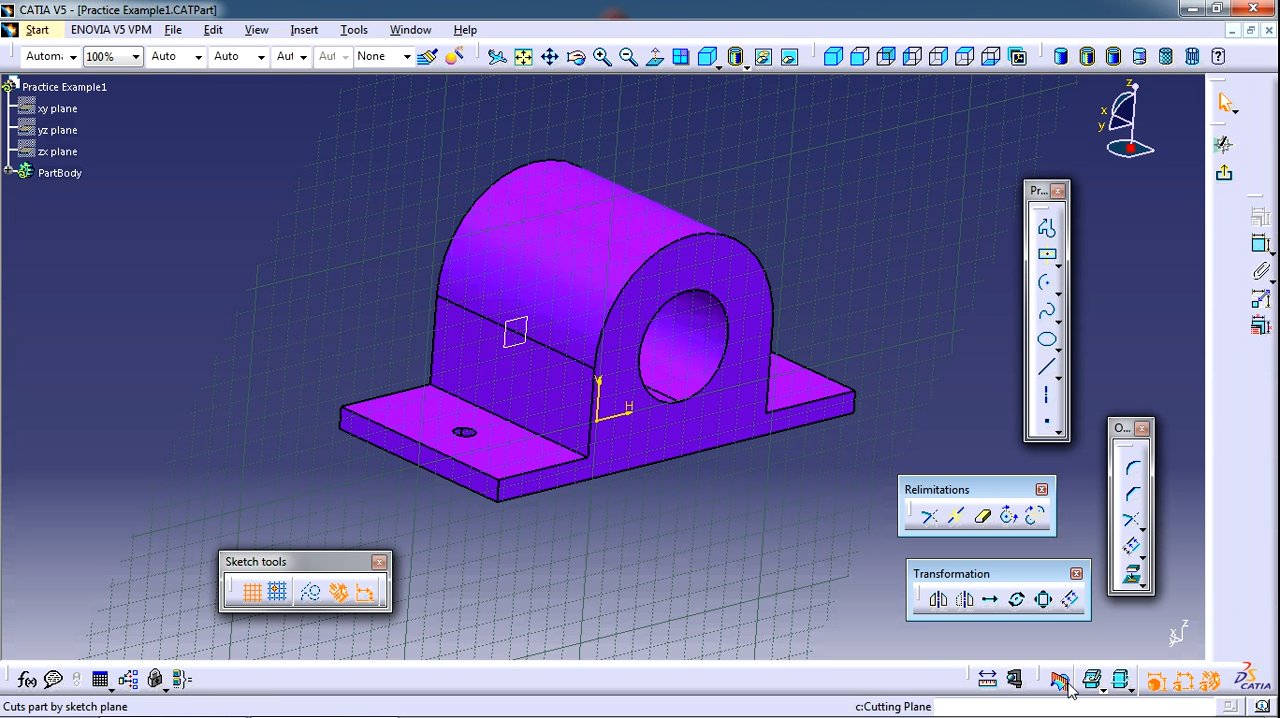 CATIA V5 - [Practice Example1.CATPart]
Start ENOVIA V5 VPM File Edit View Insert Tools Window Help
Autom 100% Auto Auto Aut Aut None
Practice Example1
xy plane
yz plane
zx plane
PartBody
z
x
y
Pr...
V
H
O...
Relimitations
Sketch tools
Transformation
z
x
y
f(x)
CATIA
Cuts part by sketch plane c:Cutting Plane